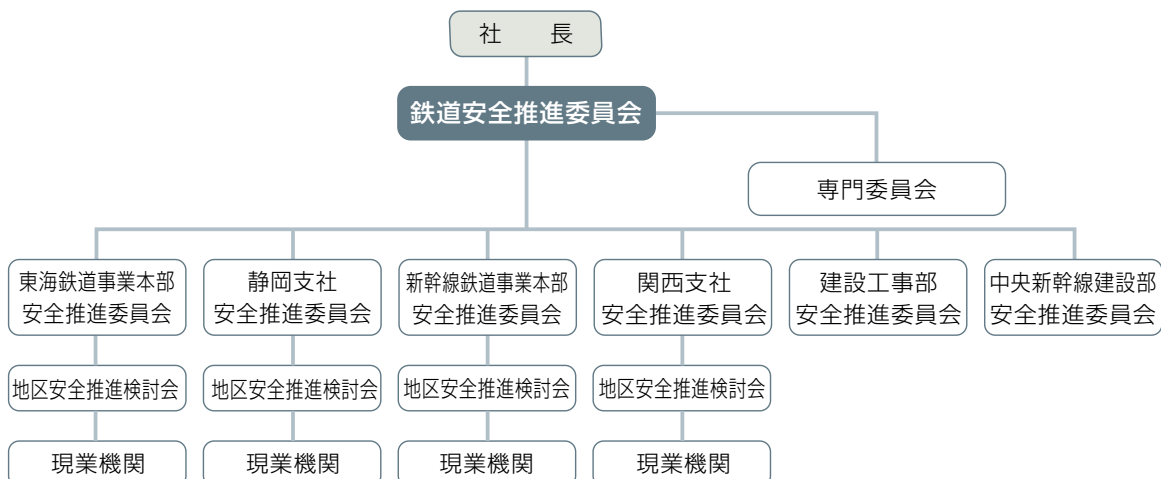 社　長
鉄道安全推進委員会
専門委員会
東海鉄道事業本部
安全推進委員会
静岡支社
安全推進委員会
新幹線鉄道事業本部
安全推進委員会
関西支社
安全推進委員会
建設工事部
安全推進委員会
中央新幹線建設部
安全推進委員会
地区安全推進検討会
地区安全推進検討会
地区安全推進検討会
地区安全推進検討会
現業機関
現業機関
現業機関
現業機関